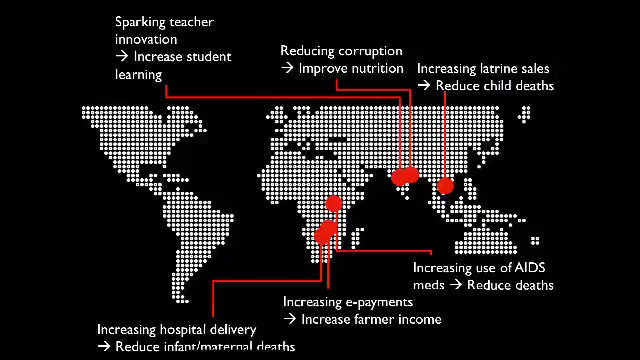 Sparking teacher
innovation
→ Increase student
learning
Reducing corruption
→ Improve nutrition
Increasing latrine sales
→ Reduce child deaths
Increasing use of AIDS
meds → Reduce deaths
Increasing e-payments
→ Increase farmer income
Increasing hospital delivery
→ Reduce infant/maternal deaths